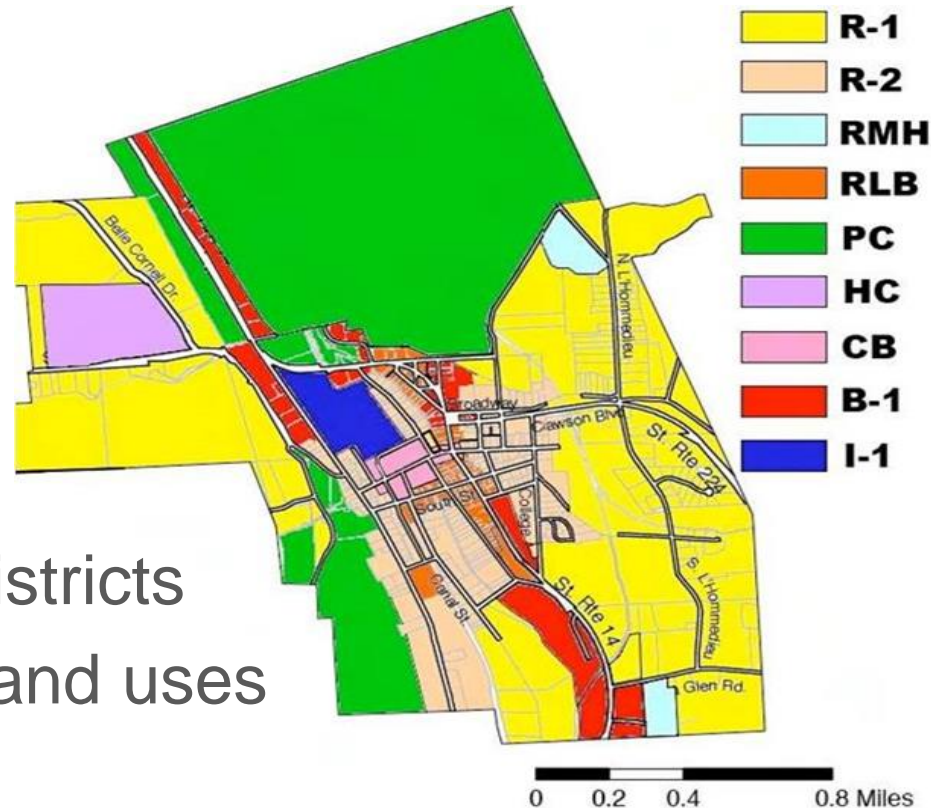 R-1
R-2
RMH
RLB
PC
HC
CB
B-1
I-1
Belle Cornell Dr
N. L'Hommedieu
Broadway
Clawson Blvd
St. Rte 224
South St.
College
Canal St.
St. Rte 14
S. L'Hommedieu
Glen Rd.
istricts
and uses
0 0.2 0.4 0.8 Miles